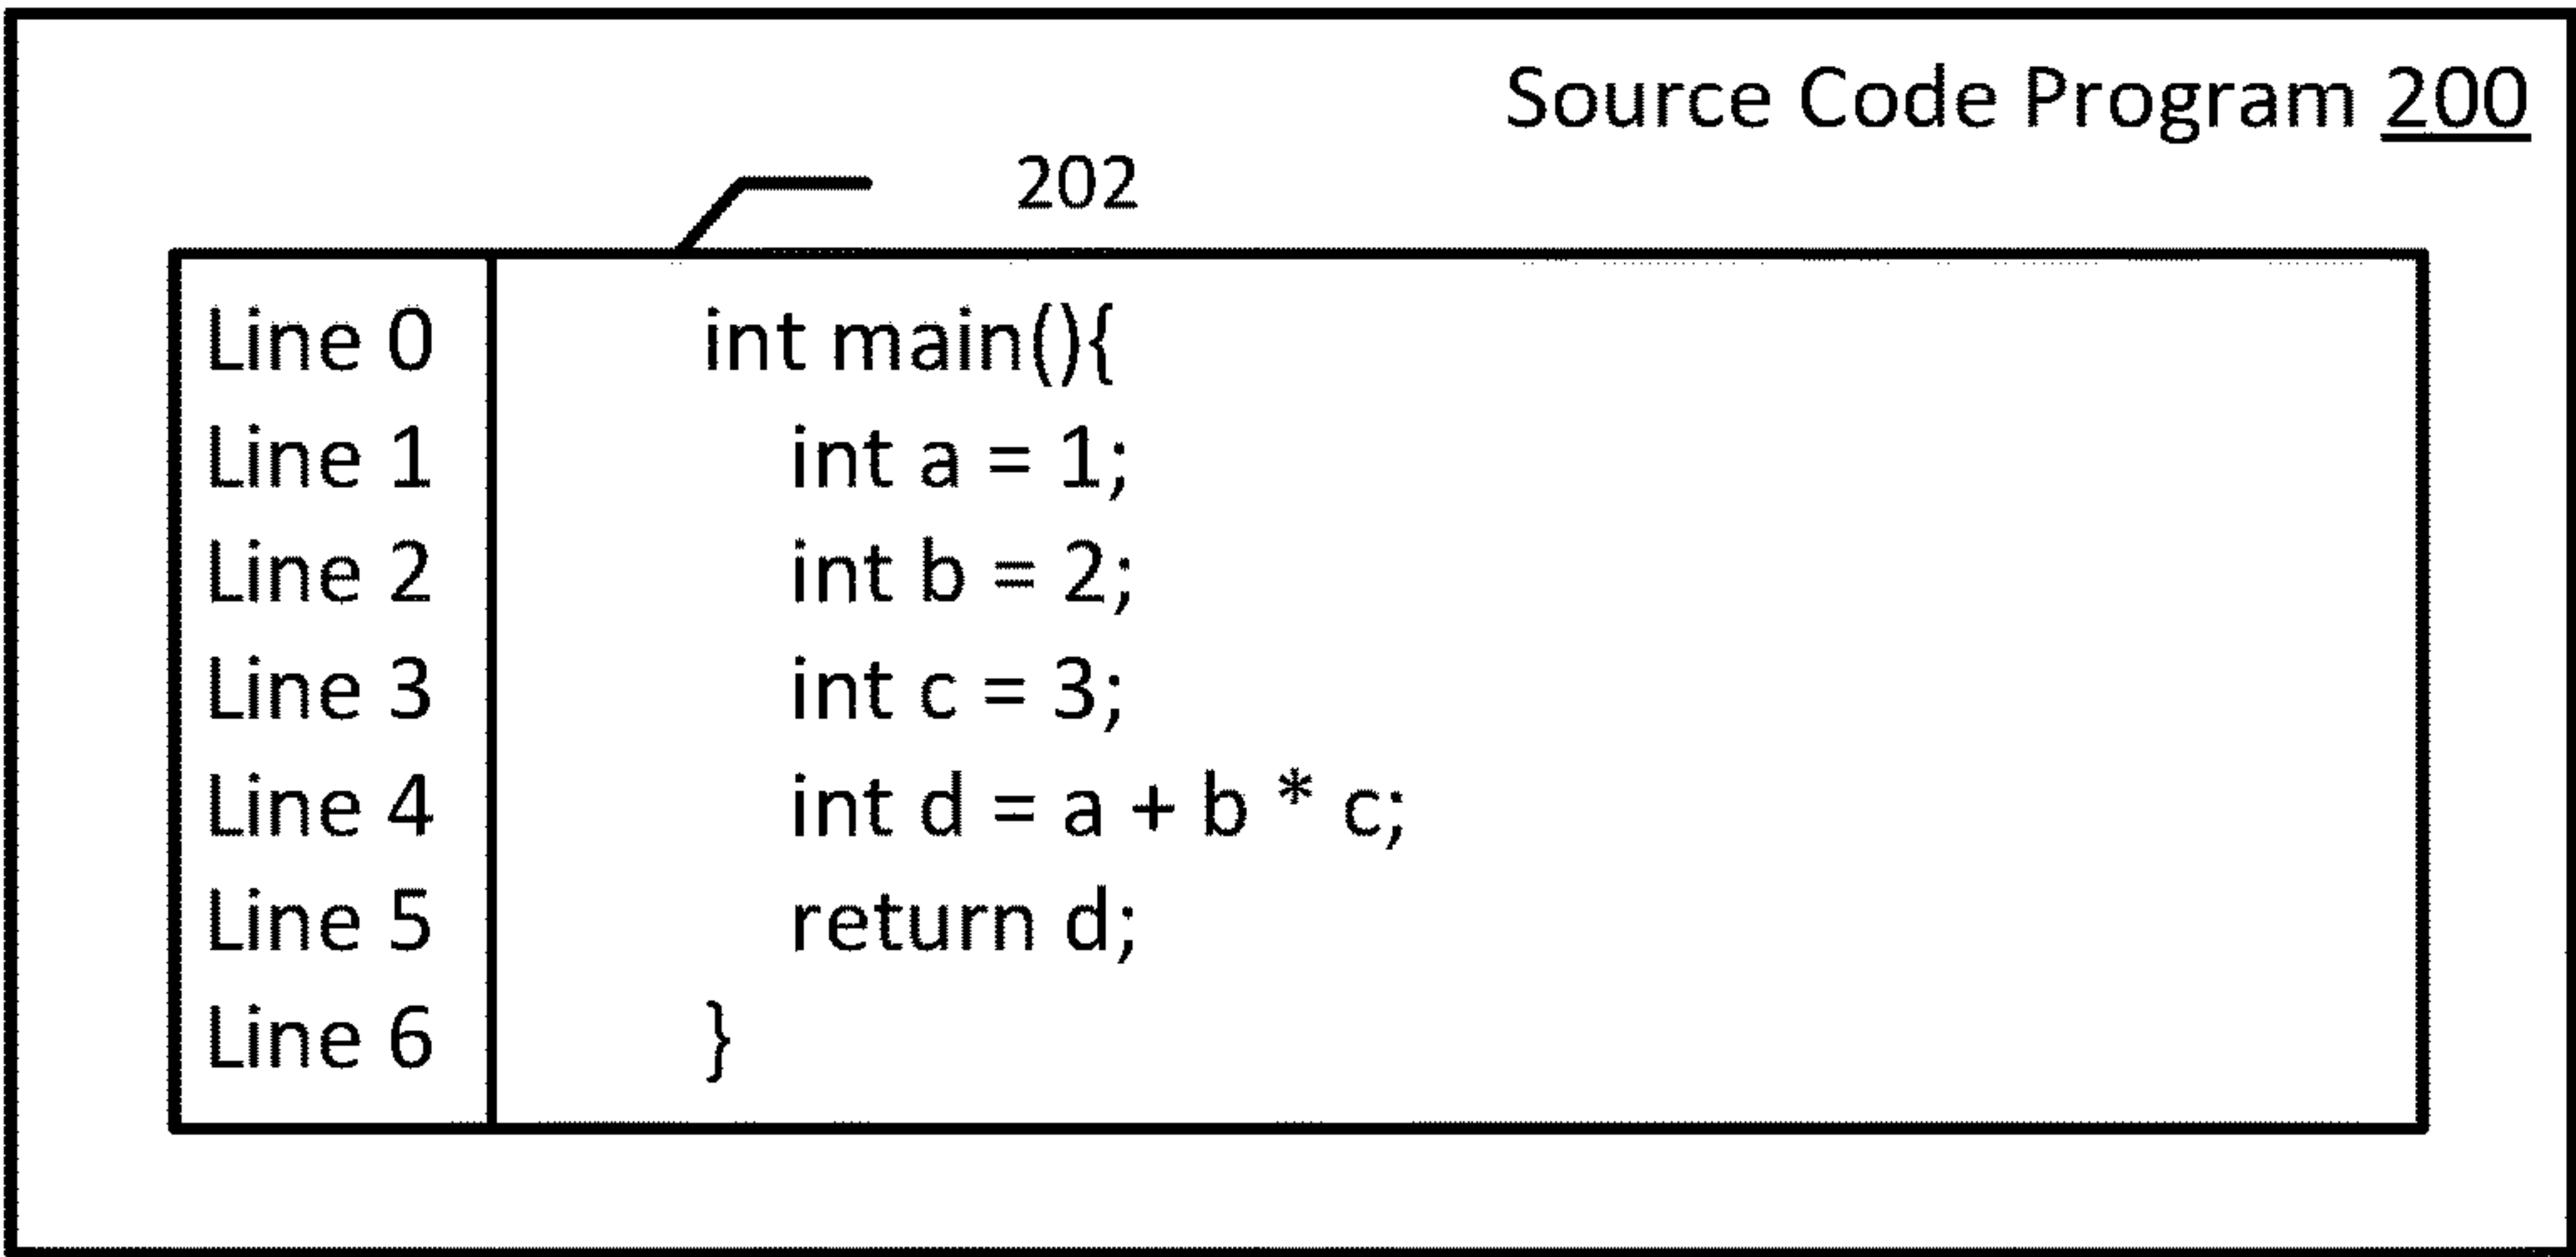 Source Code Program 200
202
Line 0 int main(){
Line 1 int a = 1;
Line 2 int b = 2;
Line 3 int c = 3;
Line 4 int d = a + b * c;
Line 5 return d;
Line 6 }